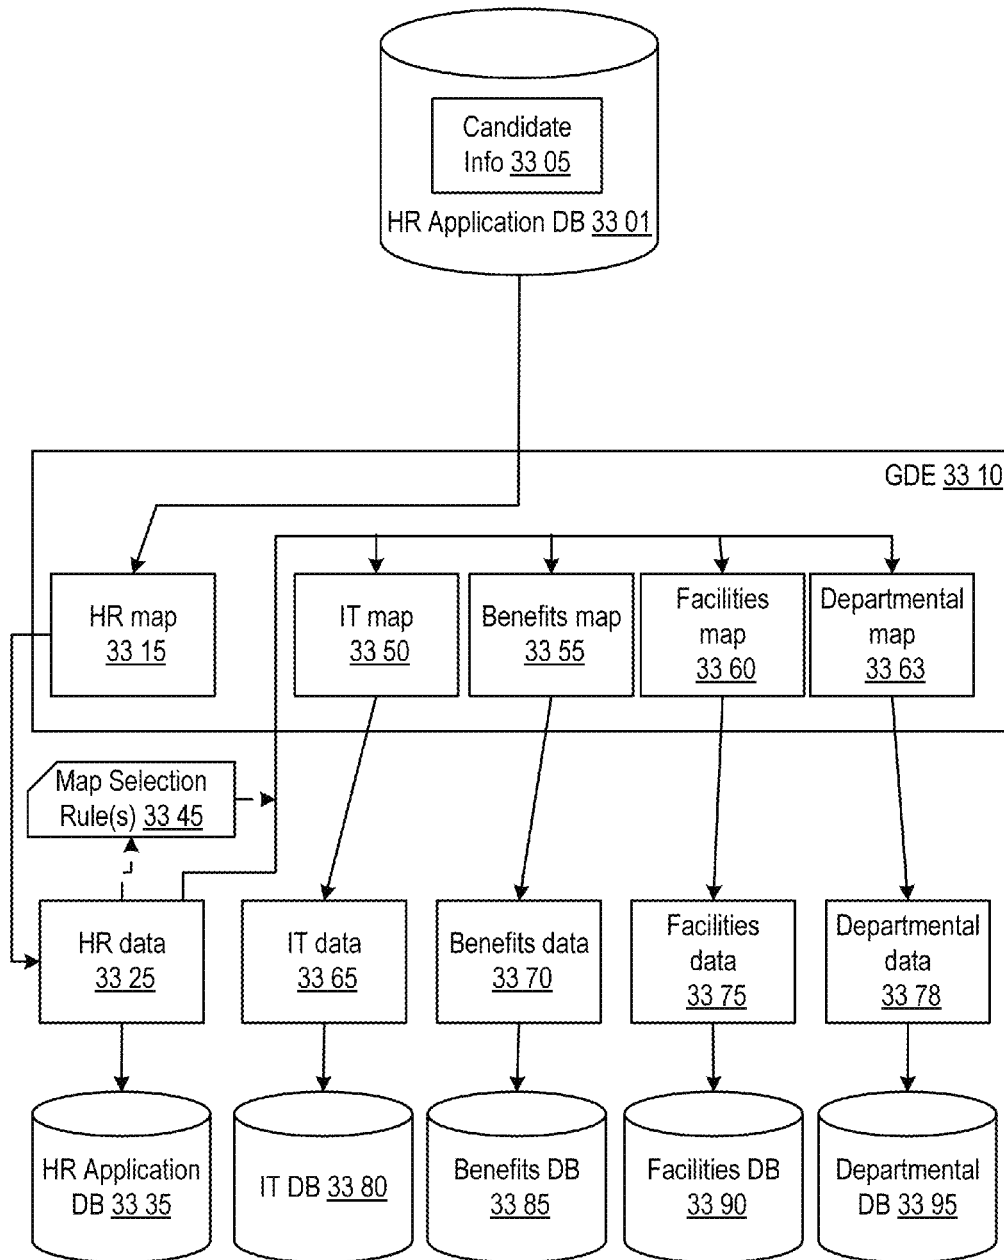 Candidate
Info 33 05
HR Application DB 33 01
GDE 33 10
HR map
33 15
IT map
33 50
Benefits map
33 55
Facilities
map
33 60
Departmental
map
33 63
Map Selection
Rule(s) 33 45
HR data
33 25
IT data
33 65
Benefits data
33 70
Facilities
data
33 75
Departmental
data
33 78
HR Application
DB 33 35
IT DB 33 80
Benefits DB
33 85
Facilities DB
33 90
Departmental
DB 33 95